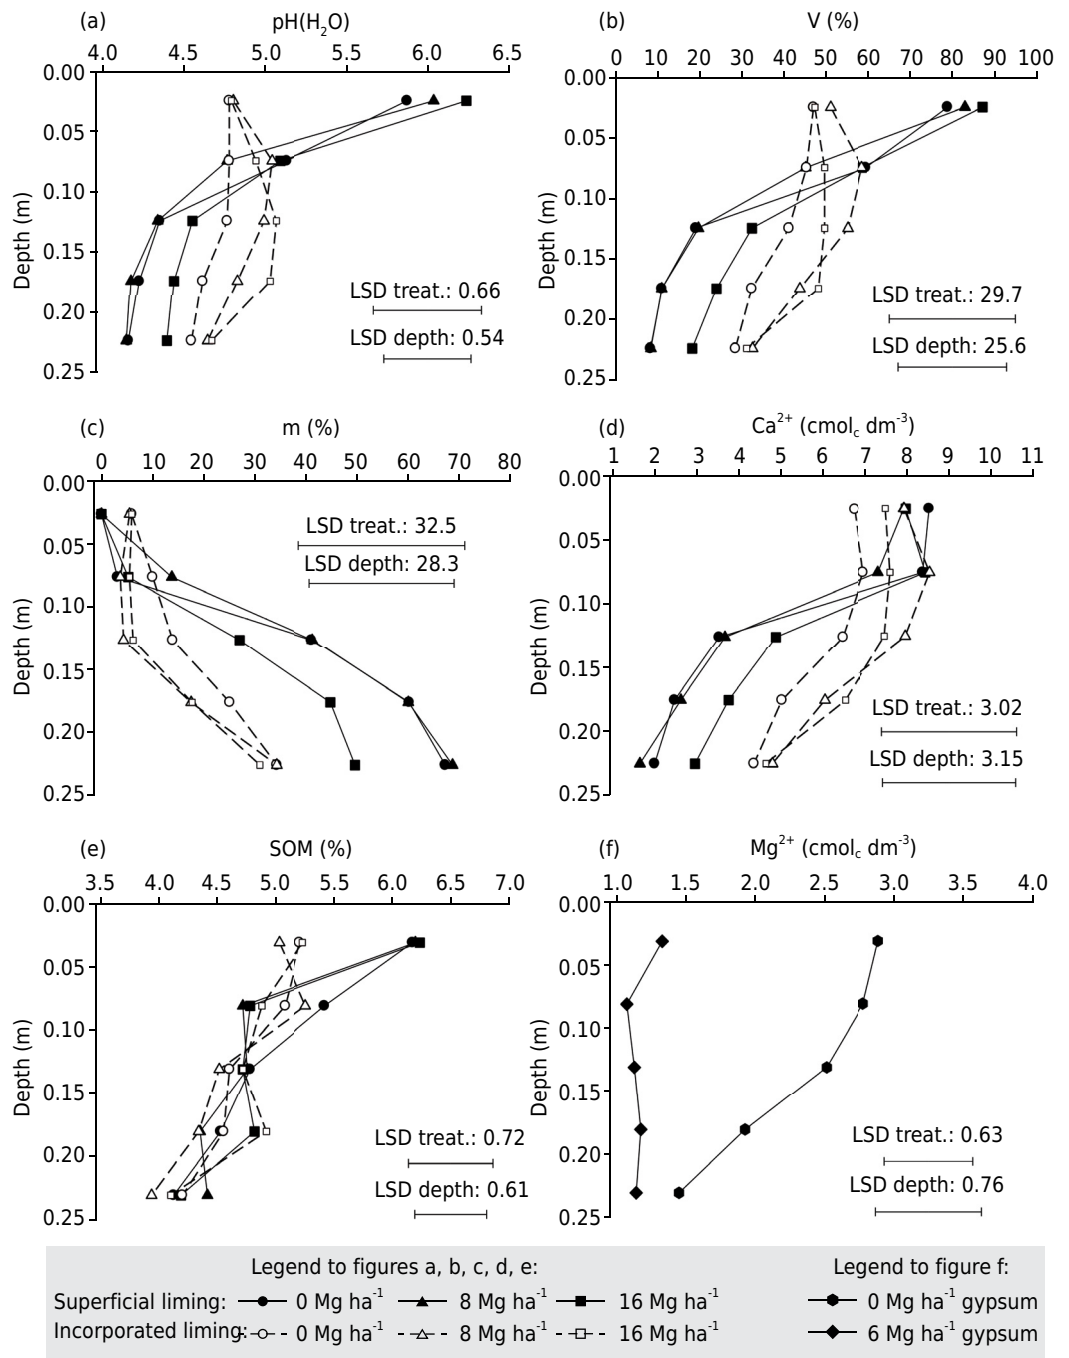 (a) pH(H2O)
4.0 4.5 5.0 5.5 6.0 6.5
0.00
0.05
0.10
0.15
0.20
0.25
Depth (m)
LSD treat.: 0.66
LSD depth: 0.54
(b) V (%)
0 10 20 30 40 50 60 70 80 90 100
0.00
0.05
0.10
0.15
0.20
0.25
Depth (m)
LSD treat.: 29.7
LSD depth: 25.6
(c) m (%)
0 10 20 30 40 50 60 70 80
0.00
0.05
0.10
0.15
0.20
0.25
Depth (m)
LSD treat.: 32.5
LSD depth: 28.3
(d) Ca2+ (cmolc dm-3)
1 2 3 4 5 6 7 8 9 10 11
0.00
0.05
0.10
0.15
0.20
0.25
Depth (m)
LSD treat.: 3.02
LSD depth: 3.15
(e) SOM (%)
3.5 4.0 4.5 5.0 5.5 6.0 6.5 7.0
0.00
0.05
0.10
0.15
0.20
0.25
Depth (m)
LSD treat.: 0.72
LSD depth: 0.61
(f) Mg2+ (cmolc dm-3)
1.0 1.5 2.0 2.5 3.0 3.5 4.0
0.00
0.05
0.10
0.15
0.20
0.25
Depth (m)
LSD treat.: 0.63
LSD depth: 0.76
Legend to figures a, b, c, d, e:
Superficial liming: 0 Mg ha-1 8 Mg ha-1 16 Mg ha-1
Incorporated liming: 0 Mg ha-1 8 Mg ha-1 16 Mg ha-1
Legend to figure f:
0 Mg ha-1 gypsum
6 Mg ha-1 gypsum